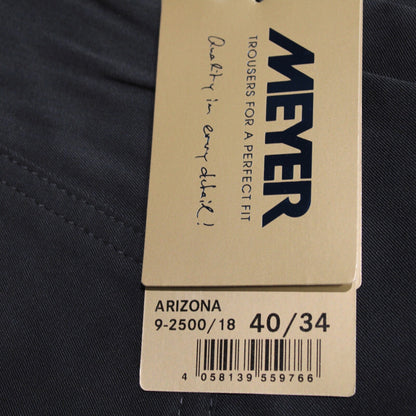 MEYER
TROUSERS FOR A PERFECT FIT
Quality in every detail!
ARIZONA
9-2500/18 40/34
4 058139 559766